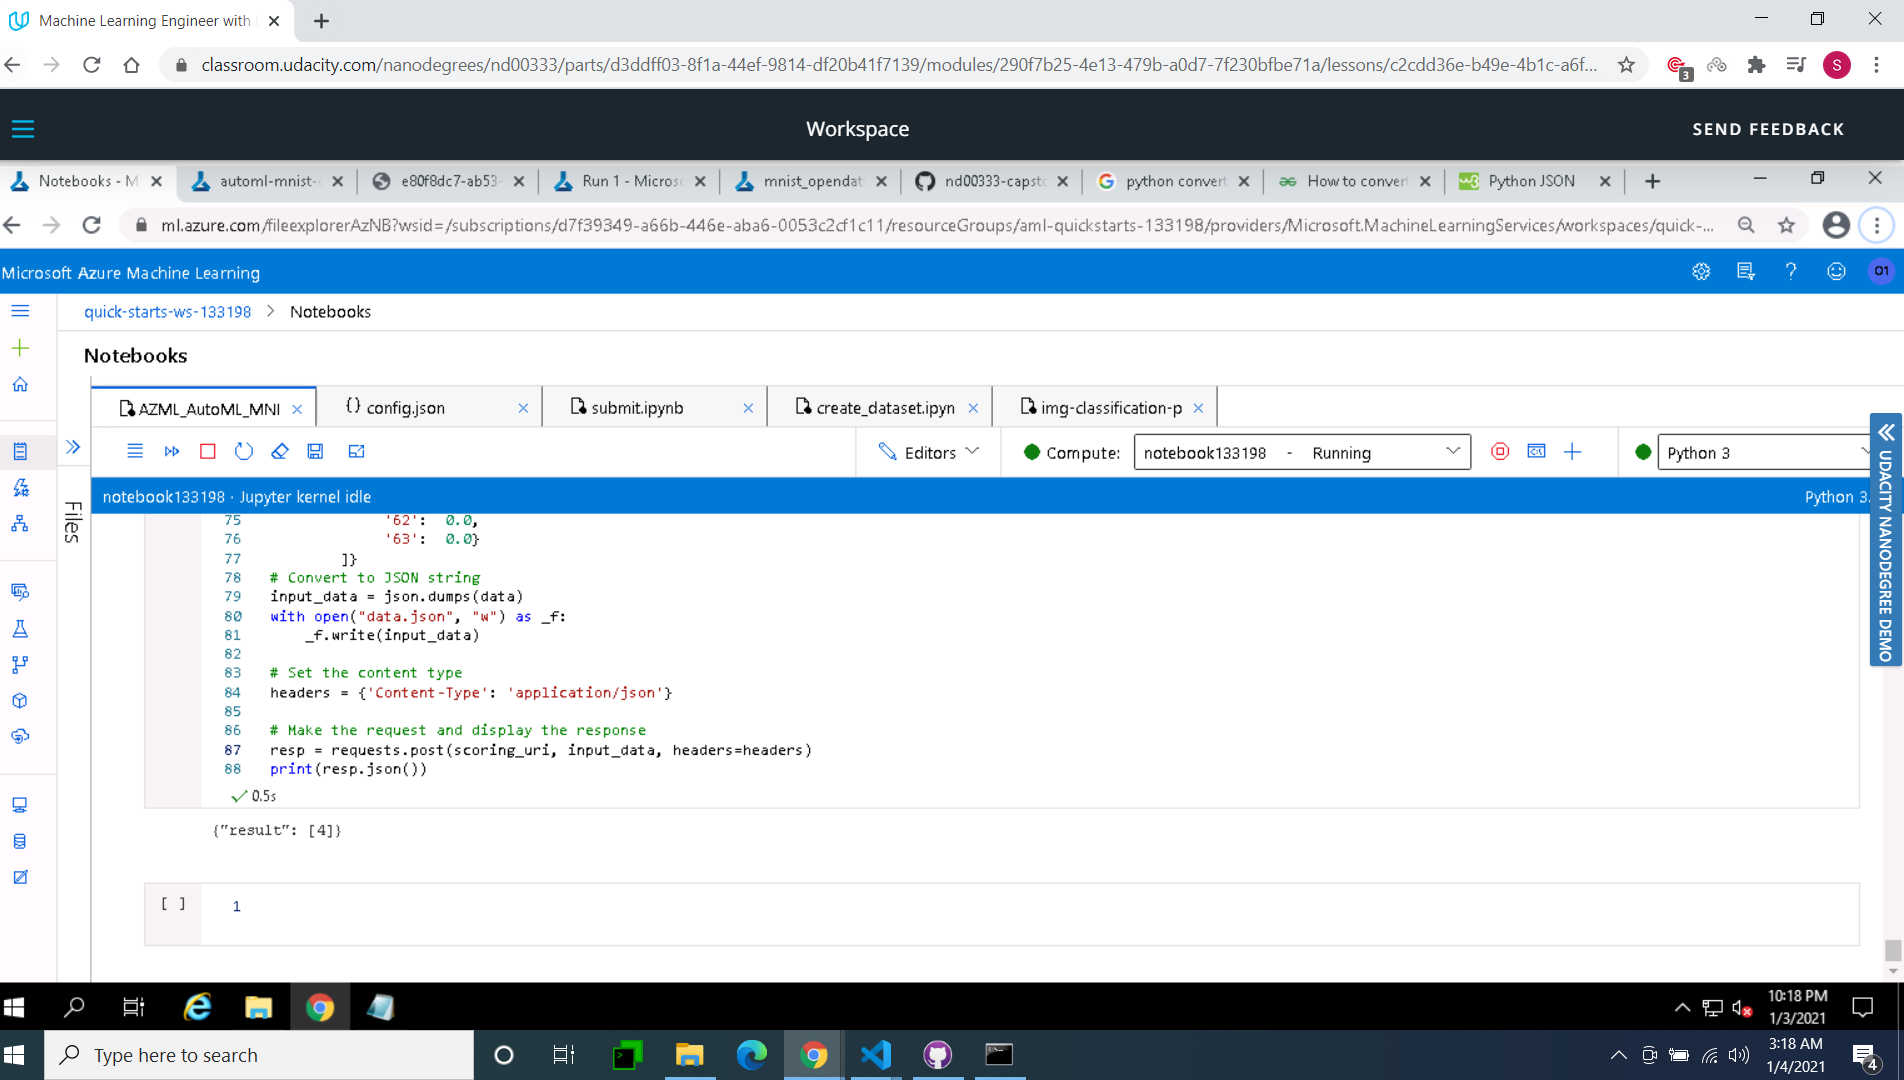 Machine Learning Engineer with
classroom.udacity.com/nanodegrees/nd00333/parts/d3ddff03-8f1a-44ef-9814-df20b41f7139/modules/290f7b25-4e13-479b-a0d7-7f230bfbe71a/lessons/c2cdd36e-b49e-4b1c-a6f...
3
S
Workspace
SEND FEEDBACK
Notebooks - M
automl-mnist-
e80f8dc7-ab53-
Run 1 - Microso
mnist_opendat
nd00333-capsto
python convert
How to convert
Python JSON
ml.azure.com/fileexplorerAzNB?wsid=/subscriptions/d7f39349-a66b-446e-aba6-0053c2cf1c11/resourceGroups/aml-quickstarts-133198/providers/Microsoft.MachineLearningServices/workspaces/quick-...
Microsoft Azure Machine Learning
01
quick-starts-ws-133198 > Notebooks
Notebooks
AZML_AutoML_MNI
{} config.json
submit.ipynb
create_dataset.ipyn
img-classification-p
Editors
Compute:
notebook133198 - Running
Python 3
notebook133198 · Jupyter kernel idle
Python 3.
Files
UDACITY NANODEGREE DEMO
75 '62': 0.0,
76 '63': 0.0}
77 ]}
78 # Convert to JSON string
79 input_data = json.dumps(data)
80 with open("data.json", "w") as _f:
81 _f.write(input_data)
82
83 # Set the content type
84 headers = {'Content-Type': 'application/json'}
85
86 # Make the request and display the response
87 resp = requests.post(scoring_uri, input_data, headers=headers)
88 print(resp.json())
0.5s
{"result": [4]}
[ ] 1
10:18 PM
1/3/2021
Type here to search
3:18 AM
1/4/2021
4